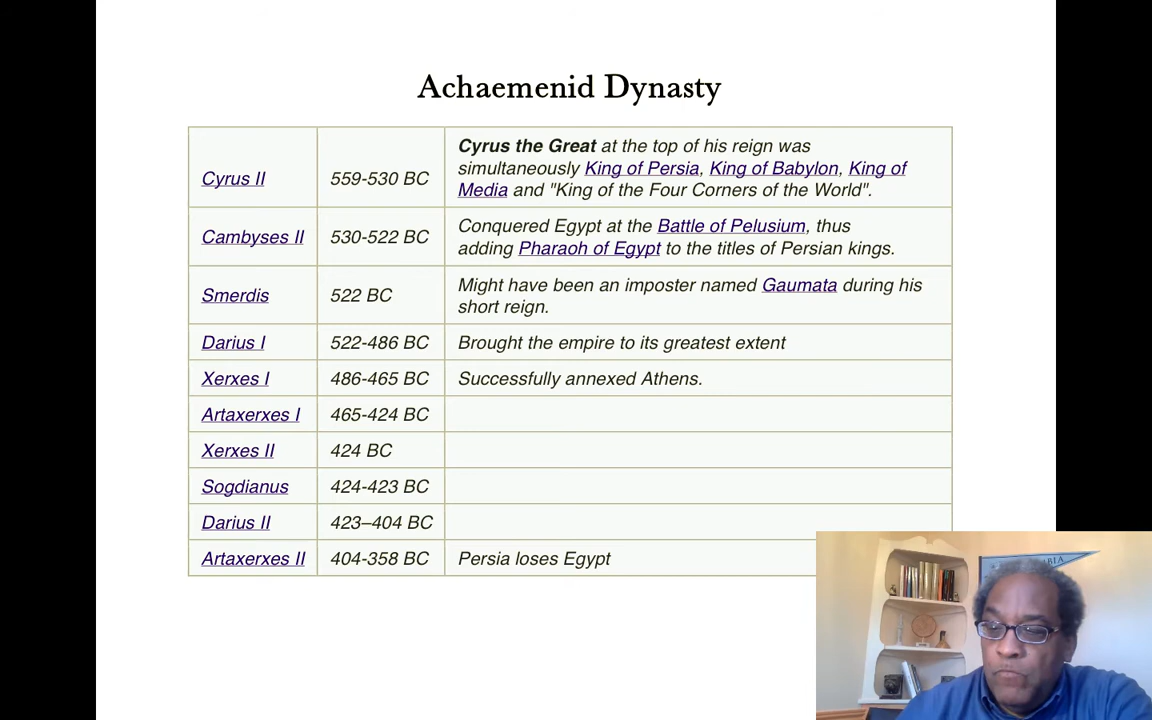 Achaemenid Dynasty
Cyrus II
559-530 BC
Cyrus the Great at the top of his reign was
simultaneously King of Persia, King of Babylon, King of
Media and "King of the Four Corners of the World".
Cambyses II
530-522 BC
Conquered Egypt at the Battle of Pelusium, thus
adding Pharaoh of Egypt to the titles of Persian kings.
Smerdis
522 BC
Might have been an imposter named Gaumata during his
short reign.
Darius I
522-486 BC
Brought the empire to its greatest extent
Xerxes I
486-465 BC
Successfully annexed Athens.
Artaxerxes I
465-424 BC
Xerxes II
424 BC
Sogdianus
424-423 BC
Darius II
423–404 BC
Artaxerxes II
404-358 BC
Persia loses Egypt